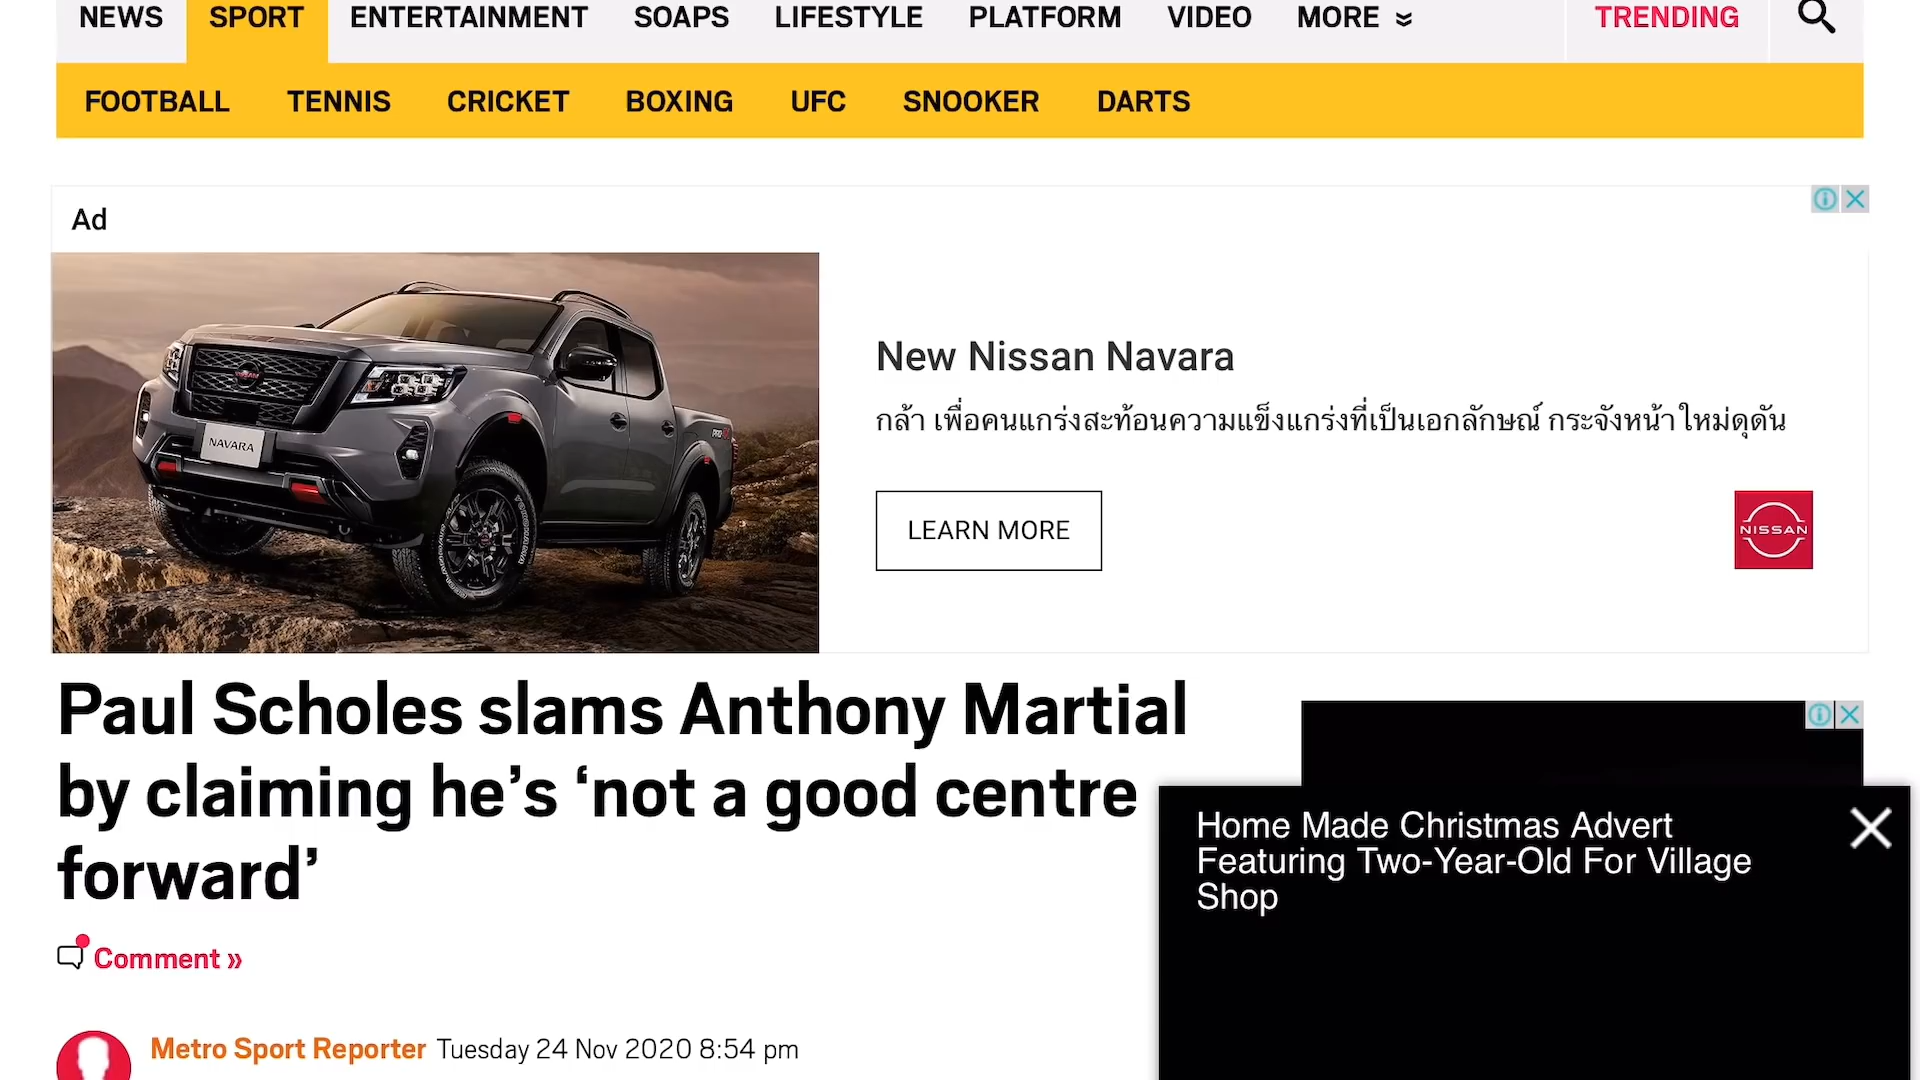 NEWS SPORT ENTERTAINMENT SOAPS LIFESTYLE PLATFORM VIDEO MORE TRENDING
FOOTBALL TENNIS CRICKET BOXING UFC SNOOKER DARTS
Ad
NAVARA
New Nissan Navara
กล้า เพื่อคนแกร่งสะท้อนความแข็งแกร่งที่เป็นเอกลักษณ์ กระจังหน้า ใหม่ดุดัน
LEARN MORE
NISSAN
Paul Scholes slams Anthony Martial
by claiming he’s ‘not a good centre
forward’
Home Made Christmas Advert
Featuring Two-Year-Old For Village
Shop
Comment »
Metro Sport Reporter Tuesday 24 Nov 2020 8:54 pm